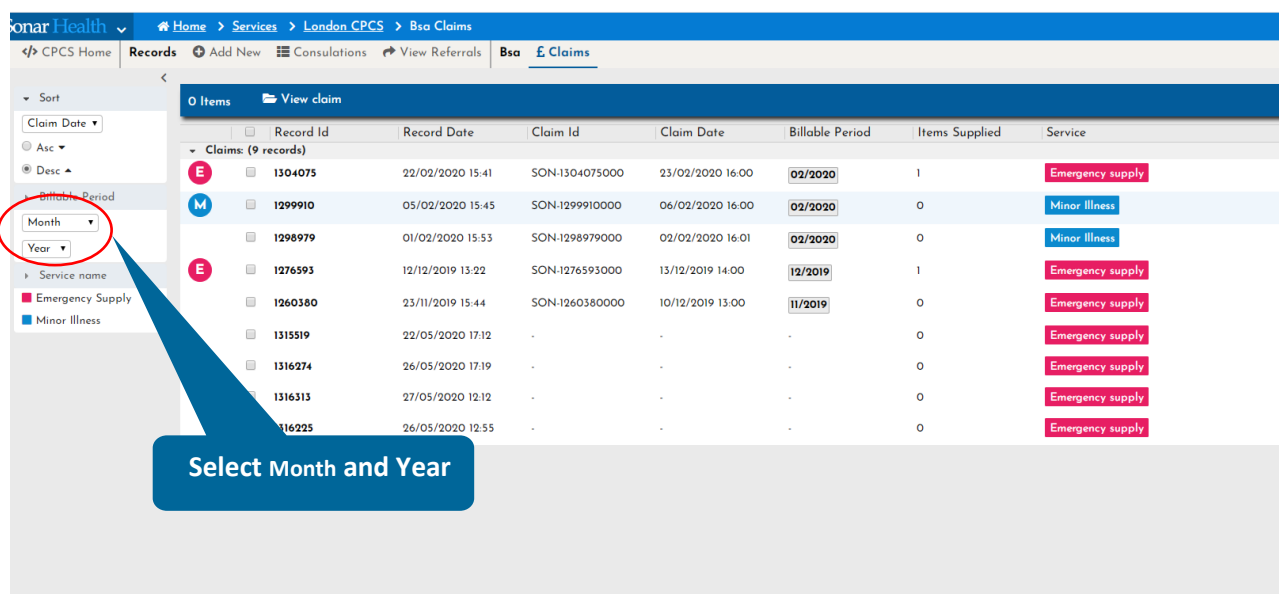 Sonar Health Home > Services > London CPCS > Bsa Claims
</> CPCS Home Records Add New Consulations View Referrals Bsa £ Claims
Sort
Claim Date
Asc
Desc
Billable Period
Month
Year
Service name
Emergency Supply
Minor Illness
0 Items View claim
Record Id Record Date Claim Id Claim Date Billable Period Items Supplied Service
Claims: (9 records)
E 1304075 22/02/2020 15:41 SON-1304075000 23/02/2020 16:00 02/2020 1 Emergency supply
M 1299910 05/02/2020 15:45 SON-1299910000 06/02/2020 16:00 02/2020 0 Minor Illness
1298979 01/02/2020 15:53 SON-1298979000 02/02/2020 16:01 02/2020 0 Minor Illness
E 1276593 12/12/2019 13:22 SON-1276593000 13/12/2019 14:00 12/2019 1 Emergency supply
1260380 23/11/2019 15:44 SON-1260380000 10/12/2019 13:00 11/2019 0 Emergency supply
1315519 22/05/2020 17:12 - - - 0 Emergency supply
1316274 26/05/2020 17:19 - - - 0 Emergency supply
1316313 27/05/2020 12:12 - - - 0 Emergency supply
316225 26/05/2020 12:55 - - - 0 Emergency supply
Select Month and Year